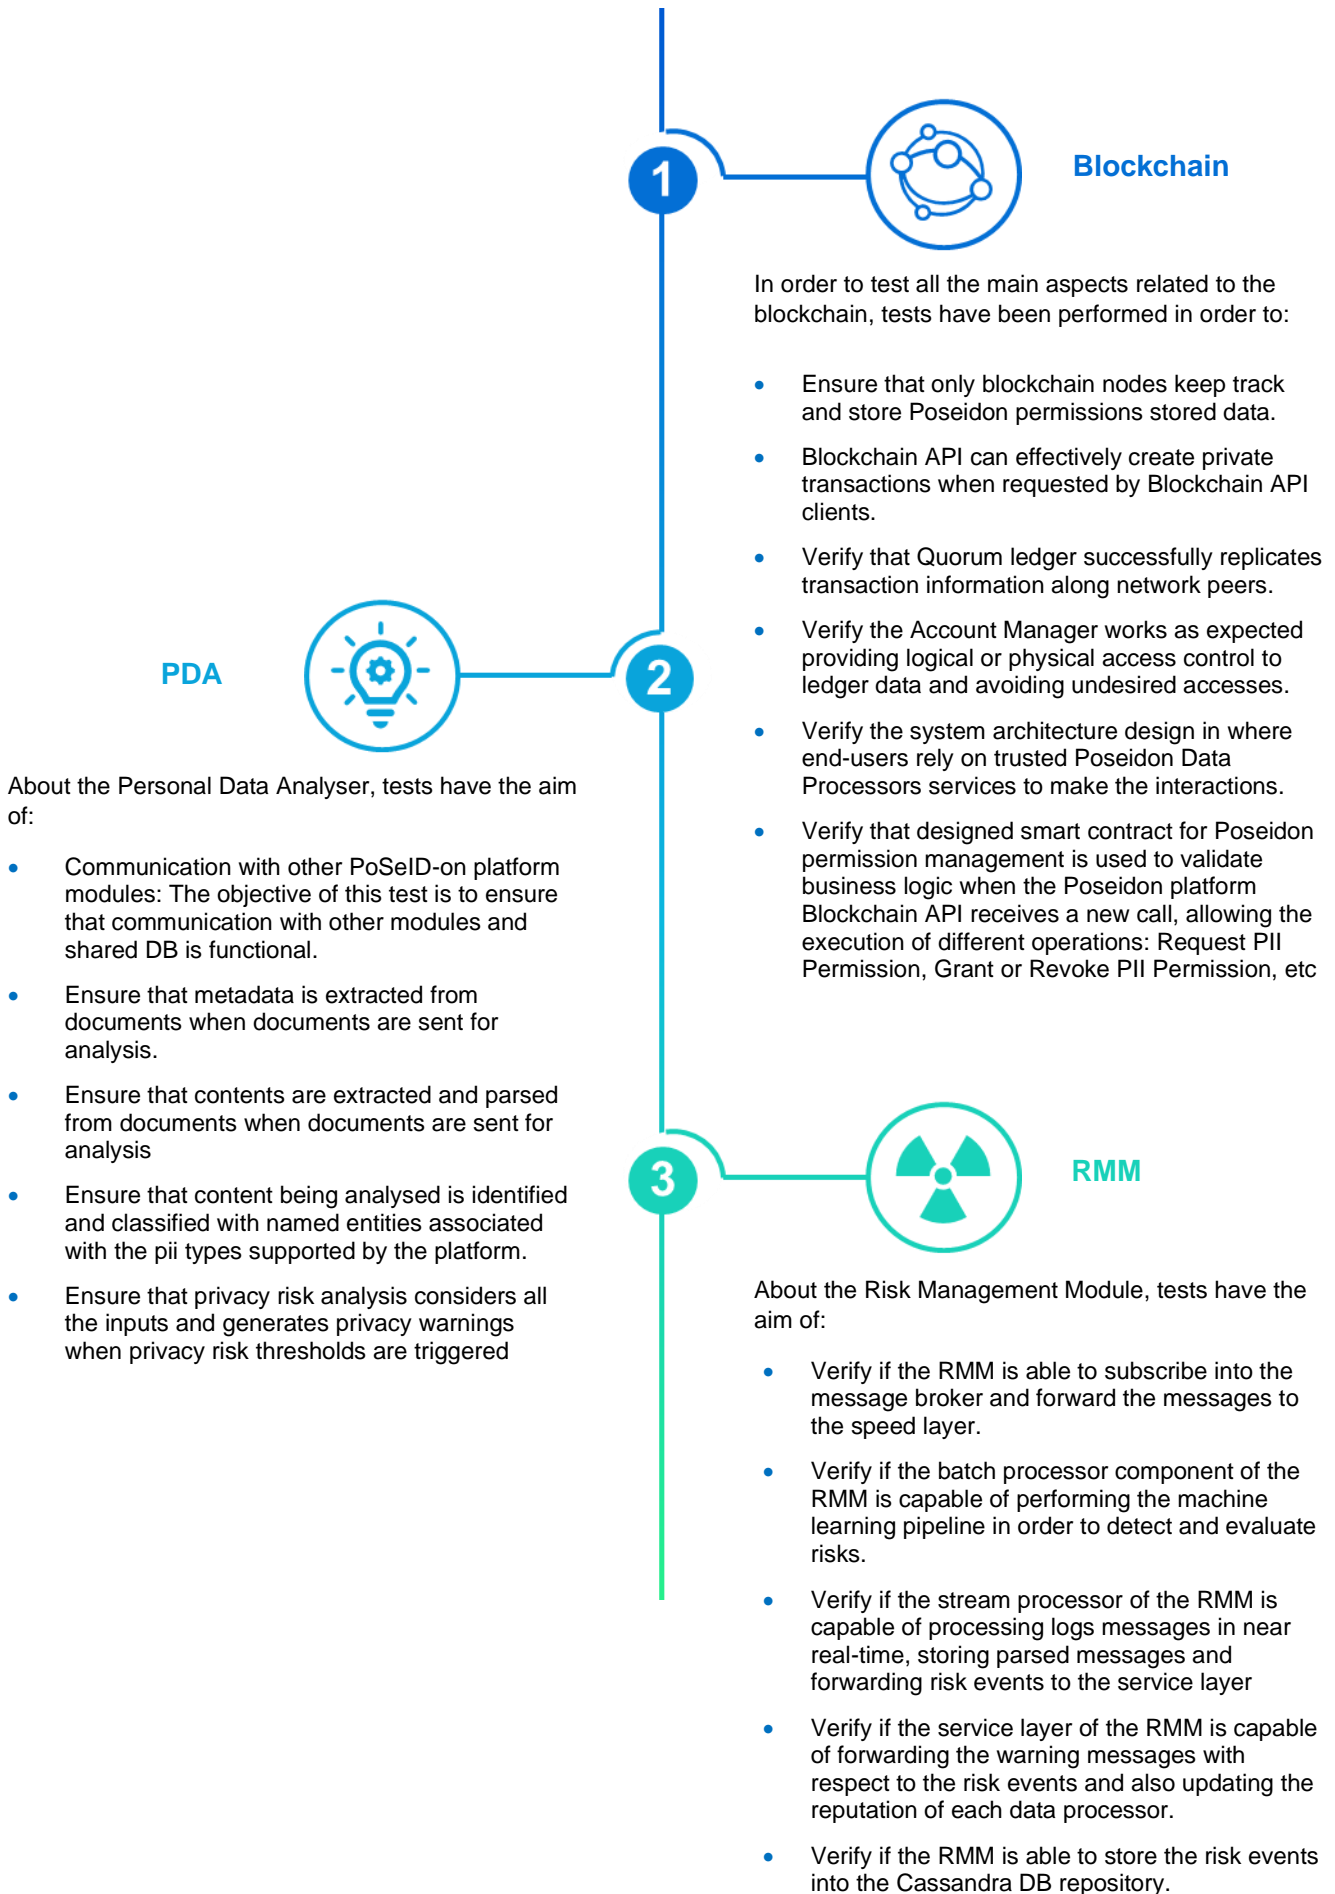 1
Blockchain
In order to test all the main aspects related to the
blockchain, tests have been performed in order to:
• Ensure that only blockchain nodes keep track
and store Poseidon permissions stored data.
• Blockchain API can effectively create private
transactions when requested by Blockchain API
clients.
• Verify that Quorum ledger successfully replicates
transaction information along network peers.
• Verify the Account Manager works as expected
providing logical or physical access control to
ledger data and avoiding undesired accesses.
• Verify the system architecture design in where
end-users rely on trusted Poseidon Data
Processors services to make the interactions.
• Verify that designed smart contract for Poseidon
permission management is used to validate
business logic when the Poseidon platform
Blockchain API receives a new call, allowing the
execution of different operations: Request PII
Permission, Grant or Revoke PII Permission, etc
PDA
2
About the Personal Data Analyser, tests have the aim
of:
• Communication with other PoSeID-on platform
modules: The objective of this test is to ensure
that communication with other modules and
shared DB is functional.
• Ensure that metadata is extracted from
documents when documents are sent for
analysis.
• Ensure that contents are extracted and parsed
from documents when documents are sent for
analysis
• Ensure that content being analysed is identified
and classified with named entities associated
with the pii types supported by the platform.
• Ensure that privacy risk analysis considers all
the inputs and generates privacy warnings
when privacy risk thresholds are triggered
3
RMM
About the Risk Management Module, tests have the
aim of:
• Verify if the RMM is able to subscribe into the
message broker and forward the messages to
the speed layer.
• Verify if the batch processor component of the
RMM is capable of performing the machine
learning pipeline in order to detect and evaluate
risks.
• Verify if the stream processor of the RMM is
capable of processing logs messages in near
real-time, storing parsed messages and
forwarding risk events to the service layer
• Verify if the service layer of the RMM is capable
of forwarding the warning messages with
respect to the risk events and also updating the
reputation of each data processor.
• Verify if the RMM is able to store the risk events
into the Cassandra DB repository.